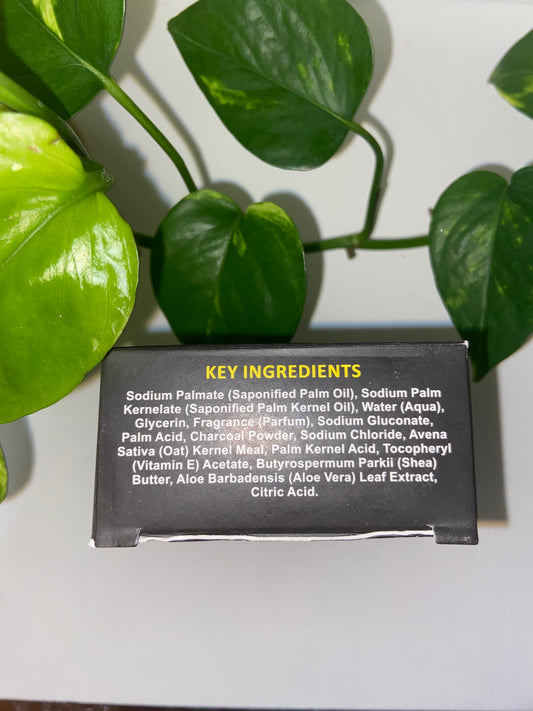 KEY INGREDIENTS
Sodium Palmate (Saponified Palm Oil), Sodium Palm
Kernelate (Saponified Palm Kernel Oil), Water (Aqua),
Glycerin, Fragrance (Parfum), Sodium Gluconate,
Palm Acid, Charcoal Powder, Sodium Chloride, Avena
Sativa (Oat) Kernel Meal, Palm Kernel Acid, Tocopheryl
(Vitamin E) Acetate, Butyrospermum Parkii (Shea)
Butter, Aloe Barbadensis (Aloe Vera) Leaf Extract,
Citric Acid.